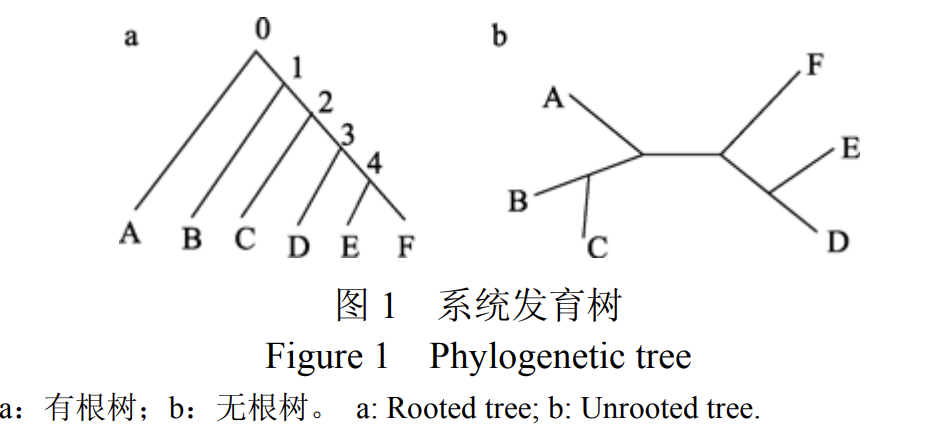 a
0
1
2
3
4
A B C D E F
b
A
B
C
F
E
D
图 1 系统发育树
Figure 1 Phylogenetic tree
a：有根树；b：无根树。 a: Rooted tree; b: Unrooted tree.